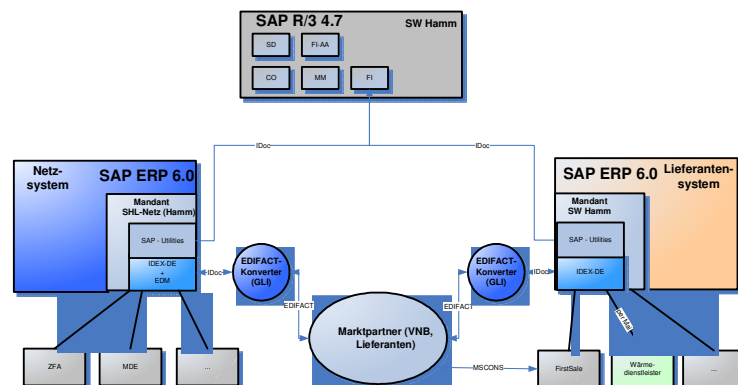 SAP R/3 4.7
SW Hamm
SD
FI-AA
CO
MM
FI
IDoc
IDoc
Netz-
system
SAP ERP 6.0
Mandant
SHL-Netz (Hamm)
SAP - Utilities
IDEX-DE
+
EDM
SAP ERP 6.0
Lieferanten-
system
Mandant
SW Hamm
SAP - Utilities
IDEX-DE
IDoc
EDIFACT-
Konverter
(GLI)
EDIFACT-
Konverter
(GLI)
IDoc
EDIFACT
EDIFACT
Marktpartner (VNB,
Lieferanten)
per Mail
MSCONS
ZFA
MDE
...
FirstSale
Wärme-
dienstleister
...